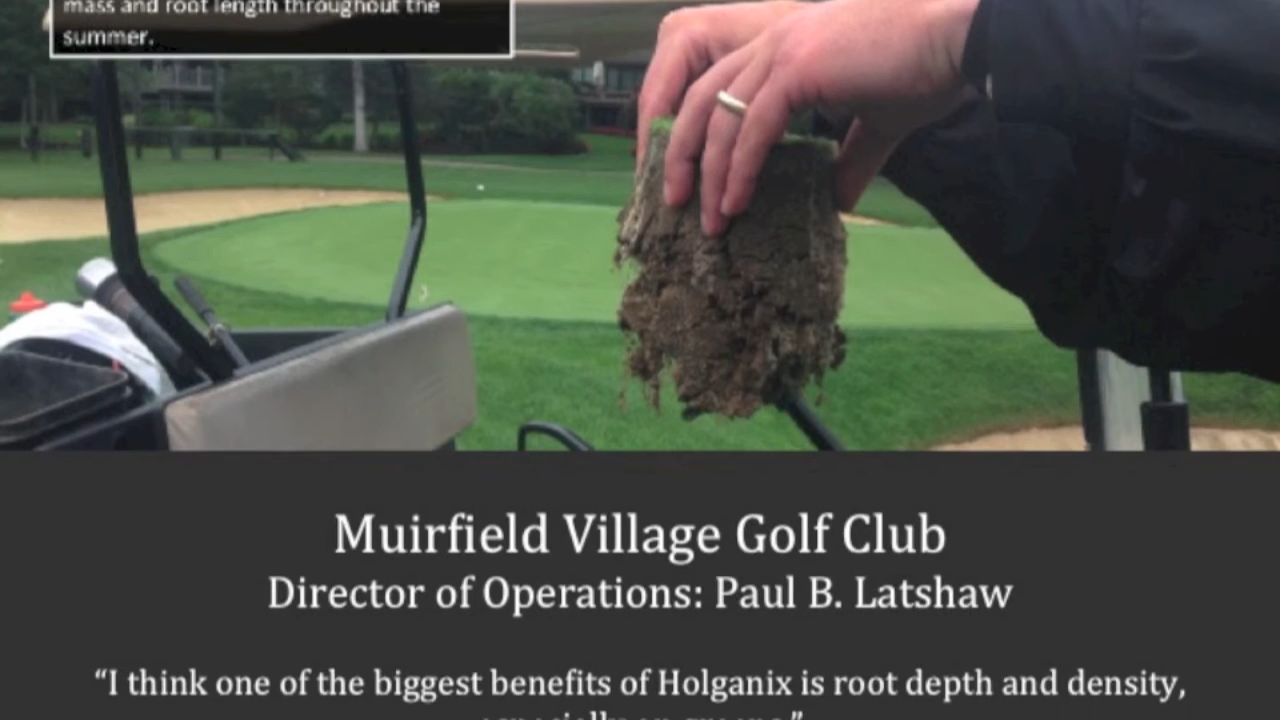 mass and root length throughout the
summer.
Muirfield Village Golf Club
Director of Operations: Paul B. Latshaw
“I think one of the biggest benefits of Holganix is root depth and density,